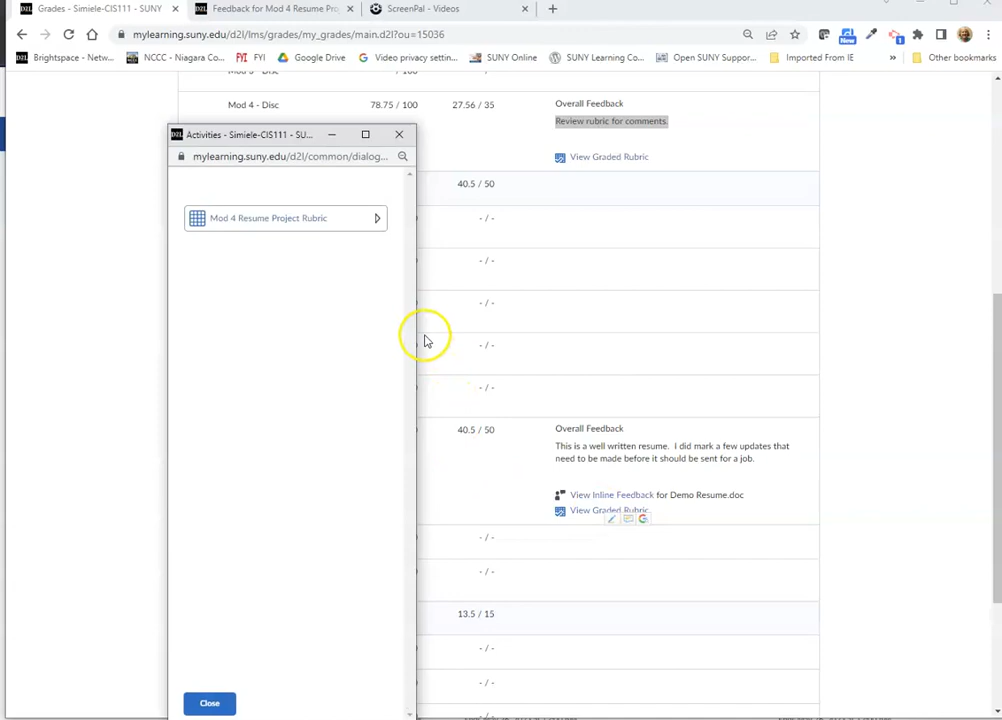 Grades - Simiele-CIS111 - SUNY
Feedback for Mod 4 Resume Pro
ScreenPal - Videos
mylearning.suny.edu/d2l/lms/grades/my_grades/main.d2l?ou=15036
New
1
Brightspace - Netw...
NCCC - Niagara Co...
FYI
Google Drive
Video privacy settin...
SUNY Online
SUNY Learning Co...
Open SUNY Support...
Imported From IE
»
Other bookmarks
/ 100
- / -
Mod 4 - Disc
78.75 / 100
27.56 / 35
Overall Feedback
Review rubric for comments.
View Graded Rubric
D2L Activities - Simiele-CIS111 - SU...
mylearning.suny.edu/d2l/common/dialog...
Mod 4 Resume Project Rubric
Close
40.5 / 50
- / -
- / -
- / -
- / -
- / -
40.5 / 50
Overall Feedback
This is a well written resume. I did mark a few updates that
need to be made before it should be sent for a job.
View Inline Feedback for Demo Resume.doc
View Graded Rubric
- / -
- / -
13.5 / 15
- / -
- / -
- / -